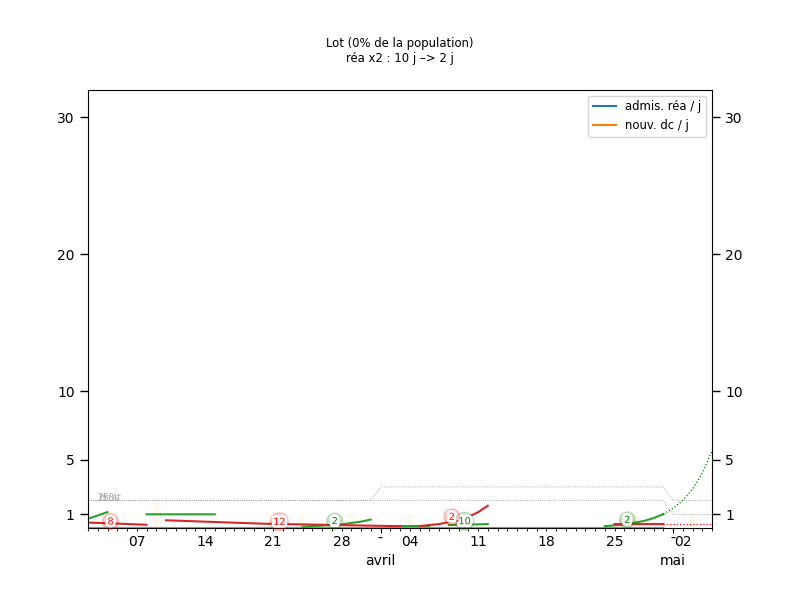 Lot (0% de la population)
réa x2 : 10 j –> 2 j
admis. réa / j
nouv. dc / j
30 30
20 20
10 10
5 5
1 1
8 12 2 2 10 2
07 14 21 28 - 04 11 18 25 - 02
avril mai